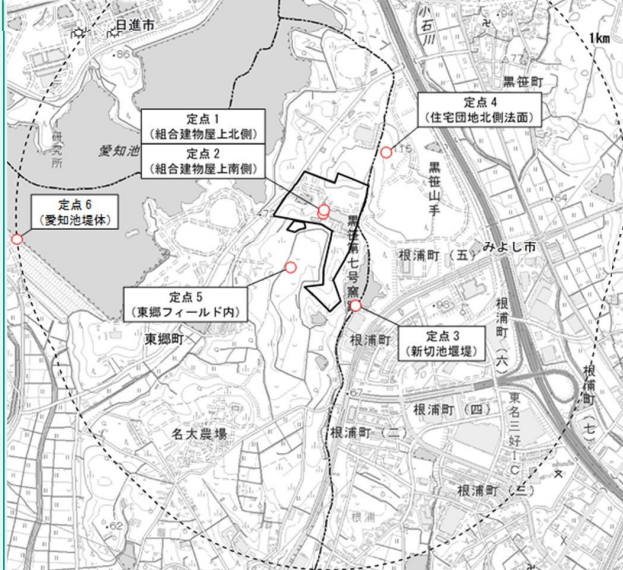 日進市
小石川
1km
黒笹町
定点1
(組合建物屋上北側)
定点4
(住宅団地北側法面)
研究所
愛知池
定点2
(組合建物屋上南側)
黒笹山手
定点6
(愛知池堤体)
黒笹第七号窯
みよし市
根浦町(五)
定点5
(東郷フィールド内)
東郷町
定点3
(新切池堰堤)
根浦町
根浦町(六)
根浦町(七)
名大農場
根浦町(二)
根浦町(四)
東名三好IC
根浦町(三)
根浦